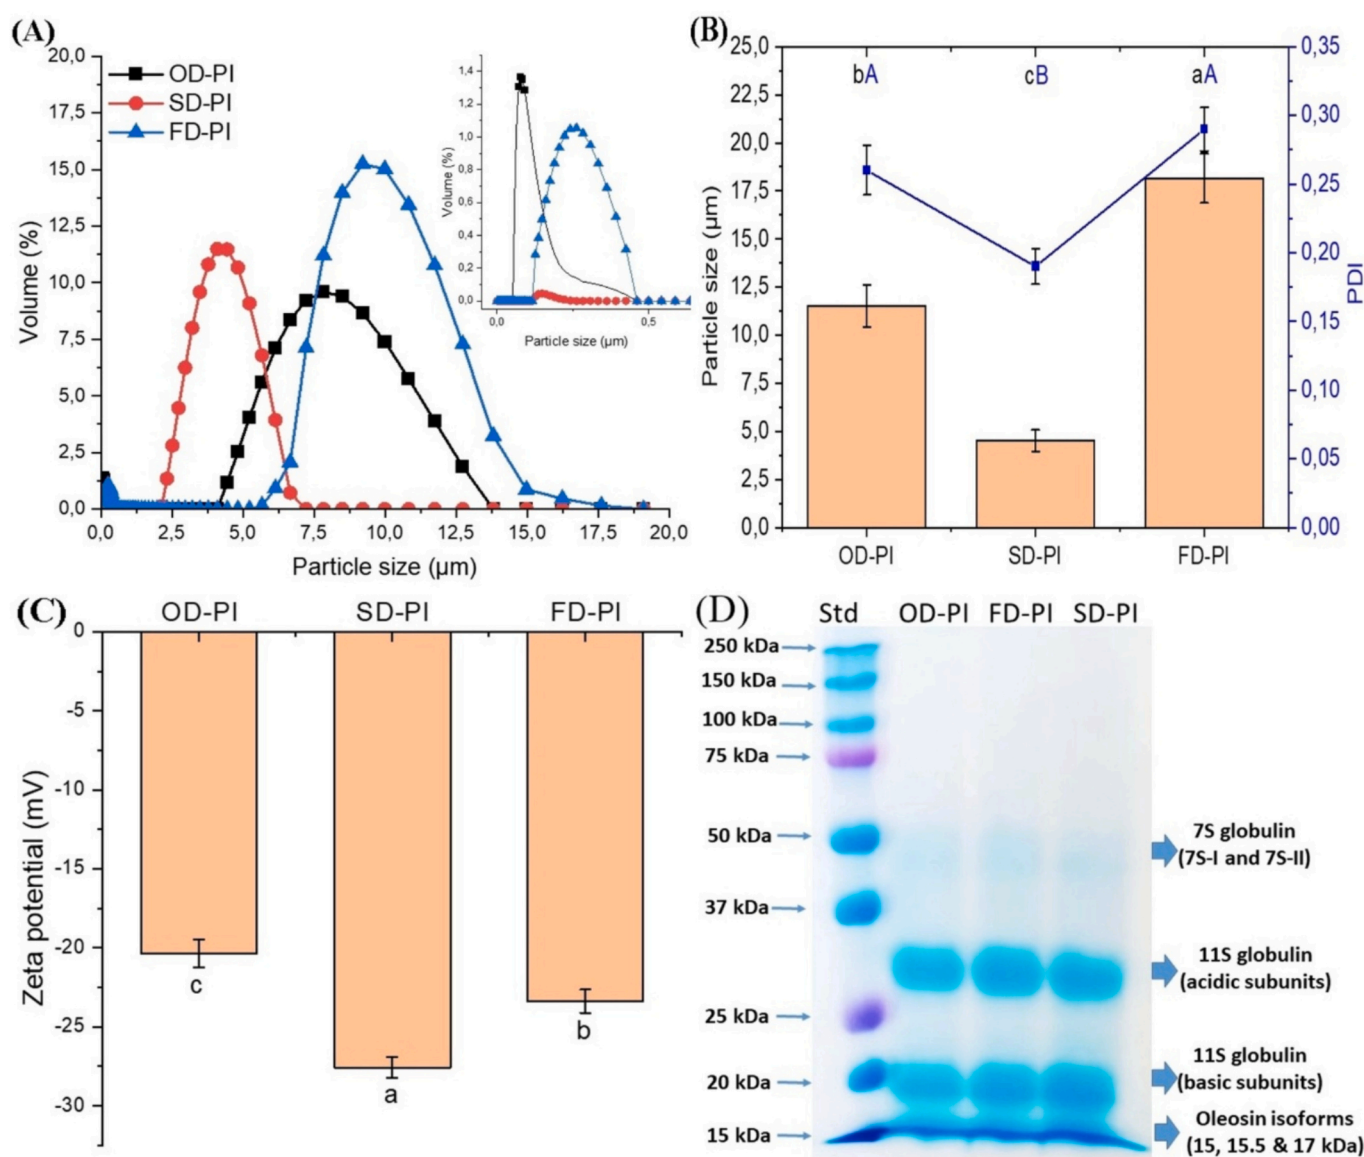 (A)
20,0
17,5
15,0
12,5
10,0
7,5
5,0
2,5
0,0
Volume (%)
OD-PI
SD-PI
FD-PI
0,0 2,5 5,0 7,5 10,0 12,5 15,0 17,5 20,0
Particle size (µm)
1,4
1,2
1,0
0,8
0,6
0,4
0,2
0,0
Volume (%)
0,0 0,5
Particle size (µm)
(B)
25,0
22,5
20,0
17,5
15,0
12,5
10,0
7,5
5,0
2,5
0,0
Particle size (µm)
bA cB aA
0,35
0,30
0,25
0,20
0,15
0,10
0,05
0,00
PDI
OD-PI SD-PI FD-PI
(C)
OD-PI SD-PI FD-PI
0
-5
-10
-15
-20
-25
-30
Zeta potential (mV)
c
a
b
(D)
Std OD-PI FD-PI SD-PI
250 kDa
150 kDa
100 kDa
75 kDa
50 kDa
37 kDa
25 kDa
20 kDa
15 kDa
7S globulin
(7S-I and 7S-II)
11S globulin
(acidic subunits)
11S globulin
(basic subunits)
Oleosin isoforms
(15, 15.5 & 17 kDa)